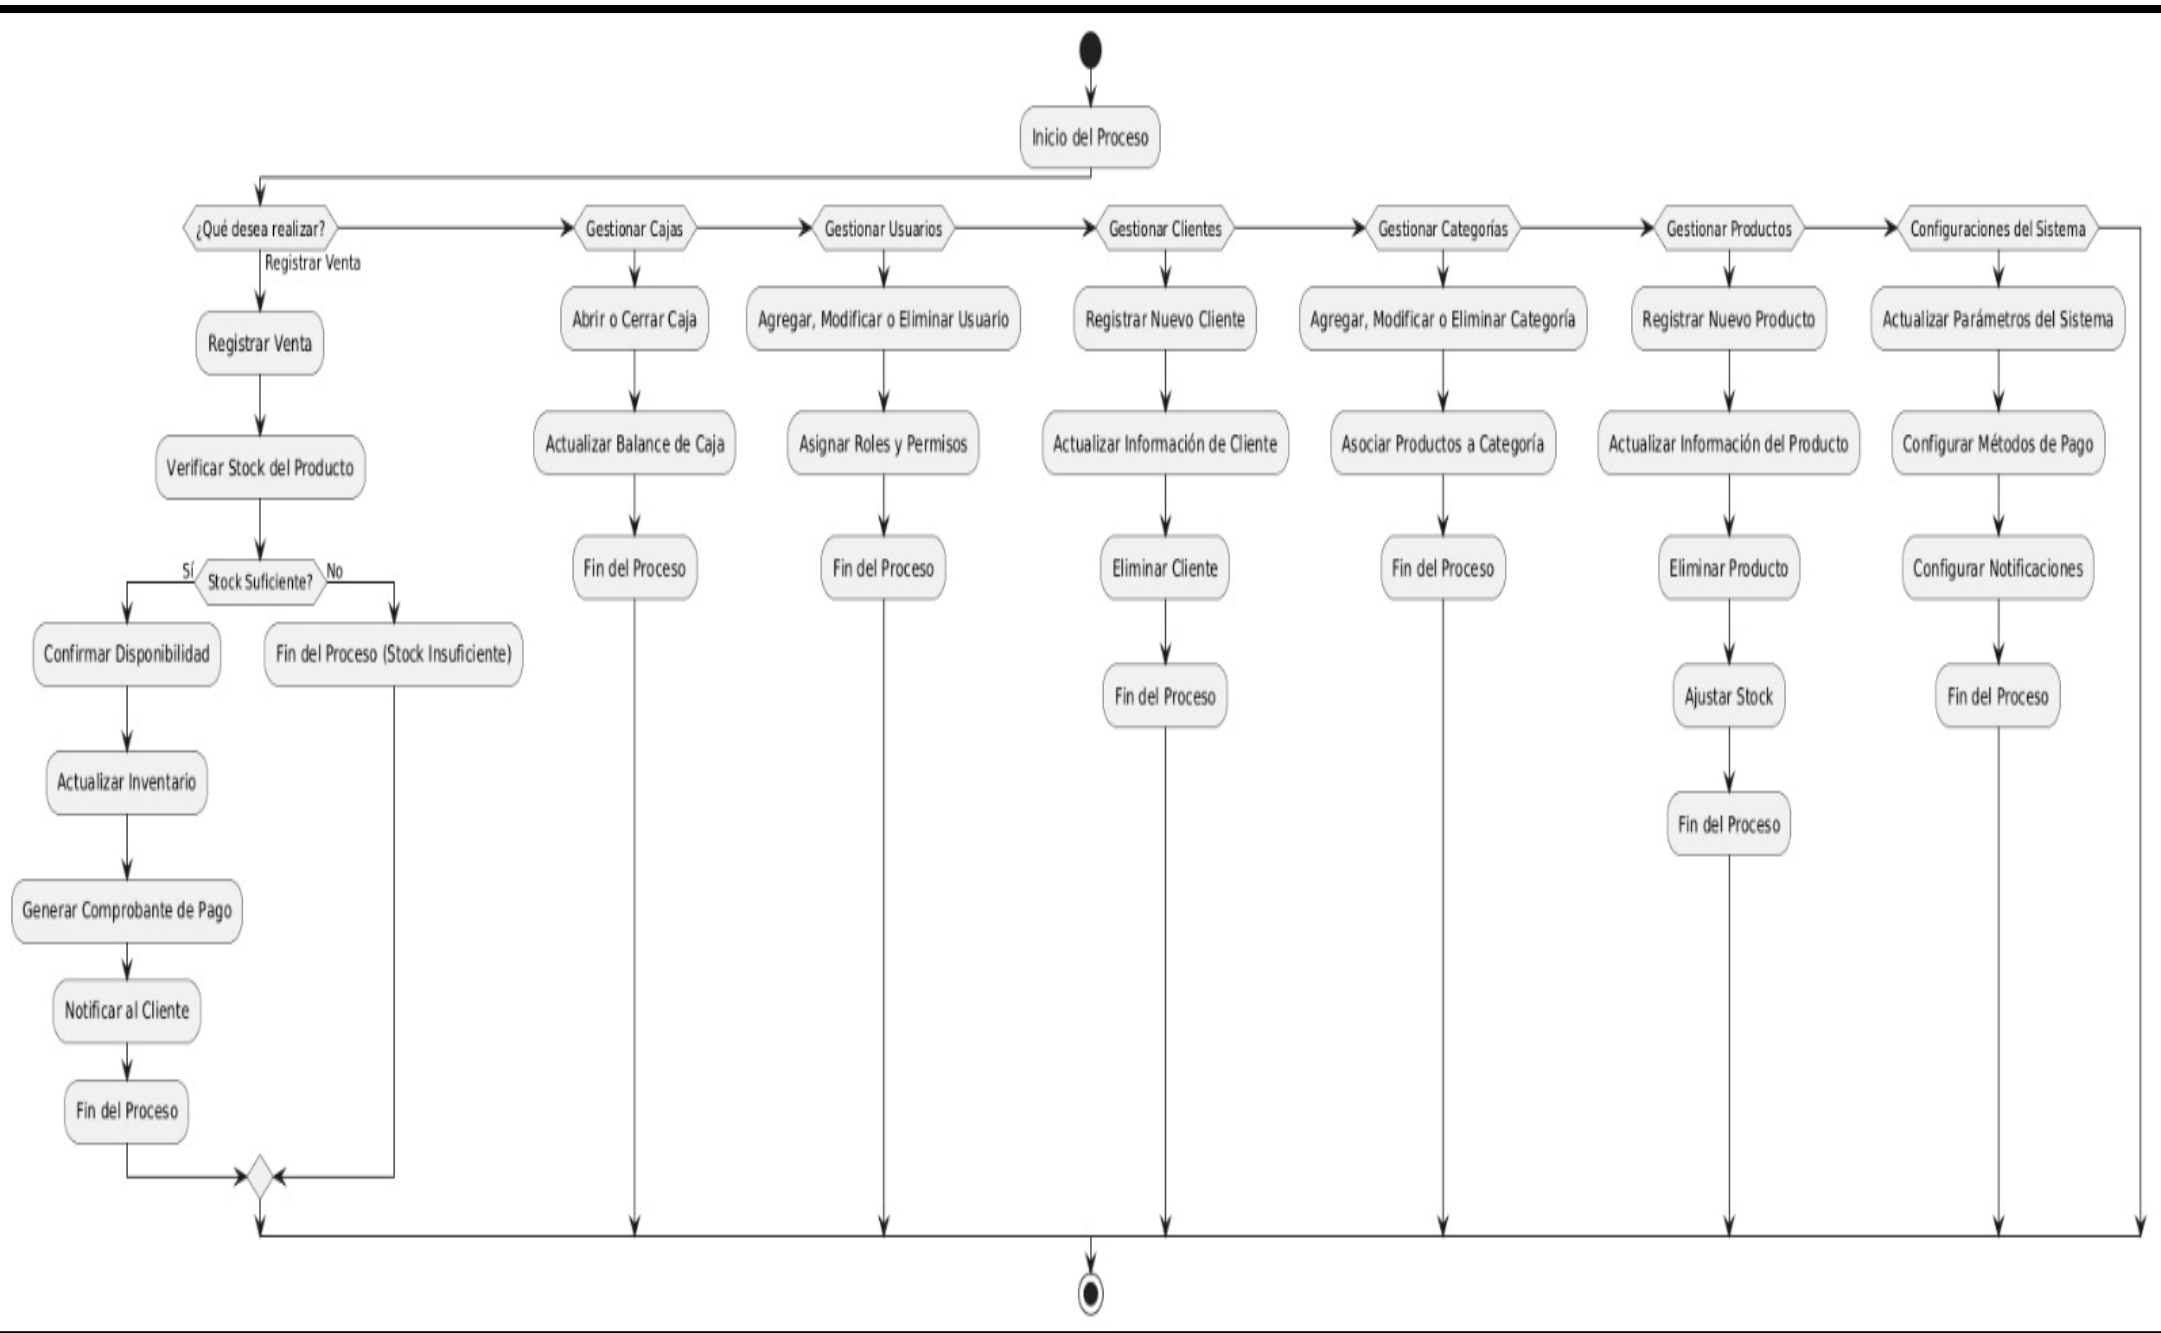 Inicio del Proceso
¿Qué desea realizar?
Gestionar Cajas
Gestionar Usuarios
Gestionar Clientes
Gestionar Categorías
Gestionar Productos
Configuraciones del Sistema
Registrar Venta
Registrar Venta
Abrir o Cerrar Caja
Agregar, Modificar o Eliminar Usuario
Registrar Nuevo Cliente
Agregar, Modificar o Eliminar Categoría
Registrar Nuevo Producto
Actualizar Parámetros del Sistema
Verificar Stock del Producto
Actualizar Balance de Caja
Asignar Roles y Permisos
Actualizar Información de Cliente
Asociar Productos a Categoría
Actualizar Información del Producto
Configurar Métodos de Pago
Sí
Stock Suficiente?
No
Fin del Proceso
Fin del Proceso
Eliminar Cliente
Fin del Proceso
Eliminar Producto
Configurar Notificaciones
Confirmar Disponibilidad
Fin del Proceso (Stock Insuficiente)
Fin del Proceso
Ajustar Stock
Fin del Proceso
Actualizar Inventario
Fin del Proceso
Generar Comprobante de Pago
Notificar al Cliente
Fin del Proceso